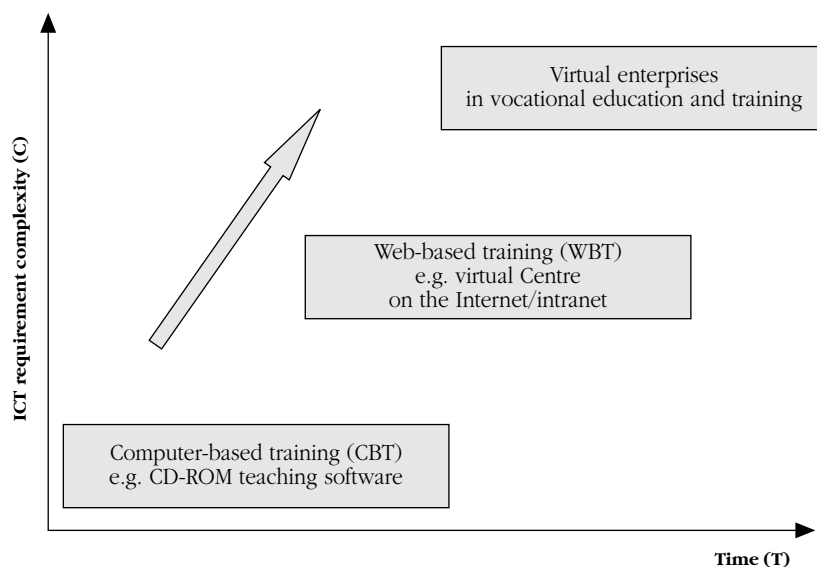 Virtual enterprises
in vocational education and training
ICT requirement complexity (C)
Web-based training (WBT)
e.g. virtual Centre
on the Internet/intranet
Computer-based training (CBT)
e.g. CD-ROM teaching software
Time (T)